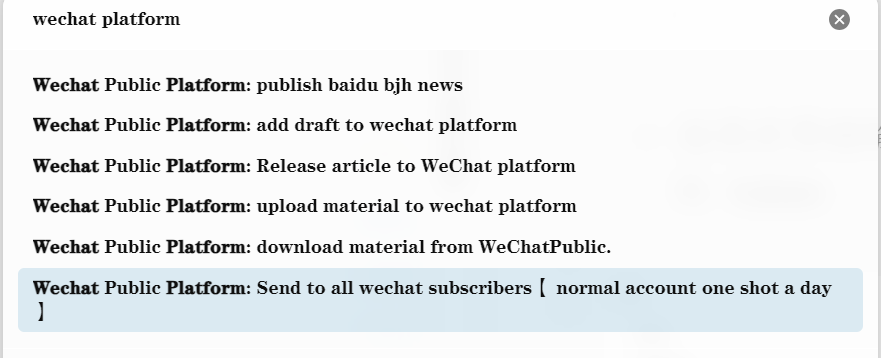 wechat platform
Wechat Public Platform: publish baidu bjh news
Wechat Public Platform: add draft to wechat platform
Wechat Public Platform: Release article to WeChat platform
Wechat Public Platform: upload material to wechat platform
Wechat Public Platform: download material from WeChatPublic.
Wechat Public Platform: Send to all wechat subscribers【 normal account one shot a day
】